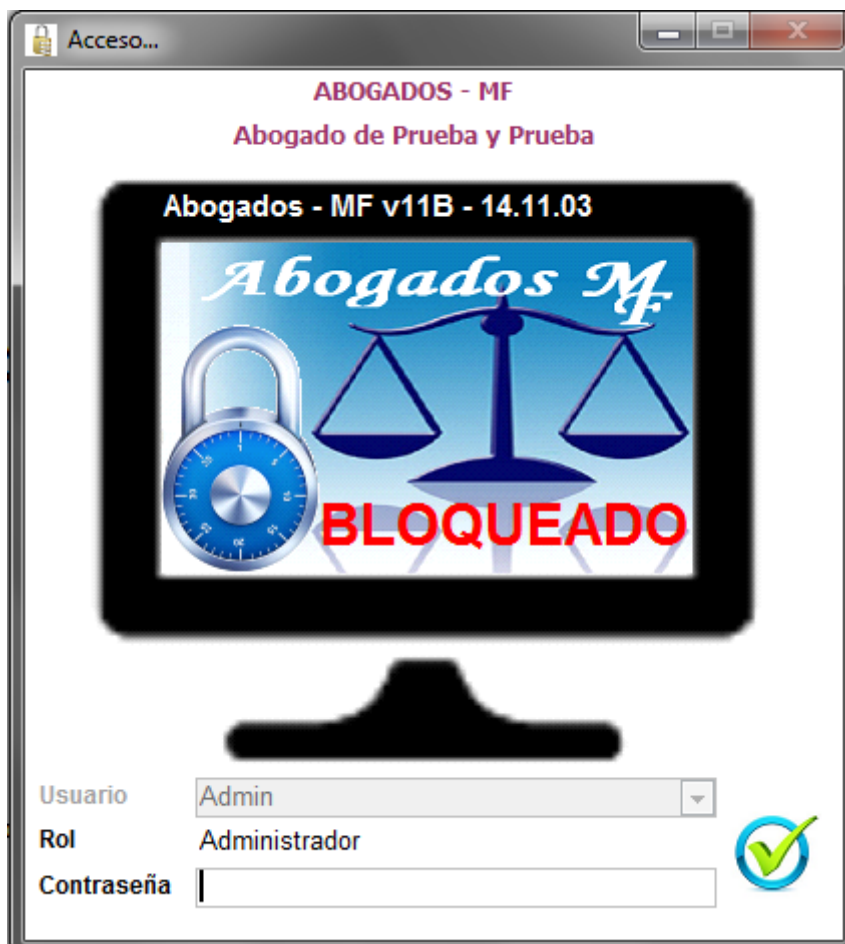 Acceso...
ABOGADOS - MF
Abogado de Prueba y Prueba
Abogados - MF v11B - 14.11.03
Abogados MF
BLOQUEADO
Usuario Admin
Rol Administrador
Contraseña